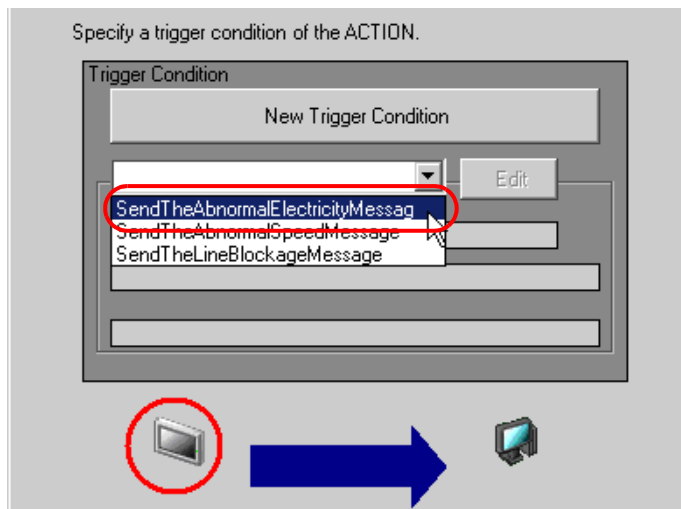 Specify a trigger condition of the ACTION.
Trigger Condition
New Trigger Condition
Edit
SendTheAbnormalElectricityMessag
SendTheAbnormalSpeedMessage
SendTheLineBlockageMessage